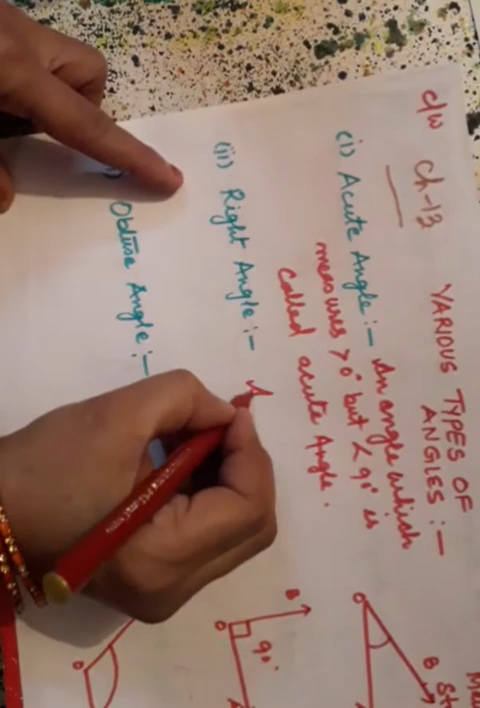 c/w Ch-13 VARIOUS TYPES OF
ANGLES :-
(i) Acute Angle :- An angle which
measures > 0° but < 90° is
called acute Angle.
(ii) Right Angle :- A
Obtuse Angle :-
O
B
St
O
B
90°
O